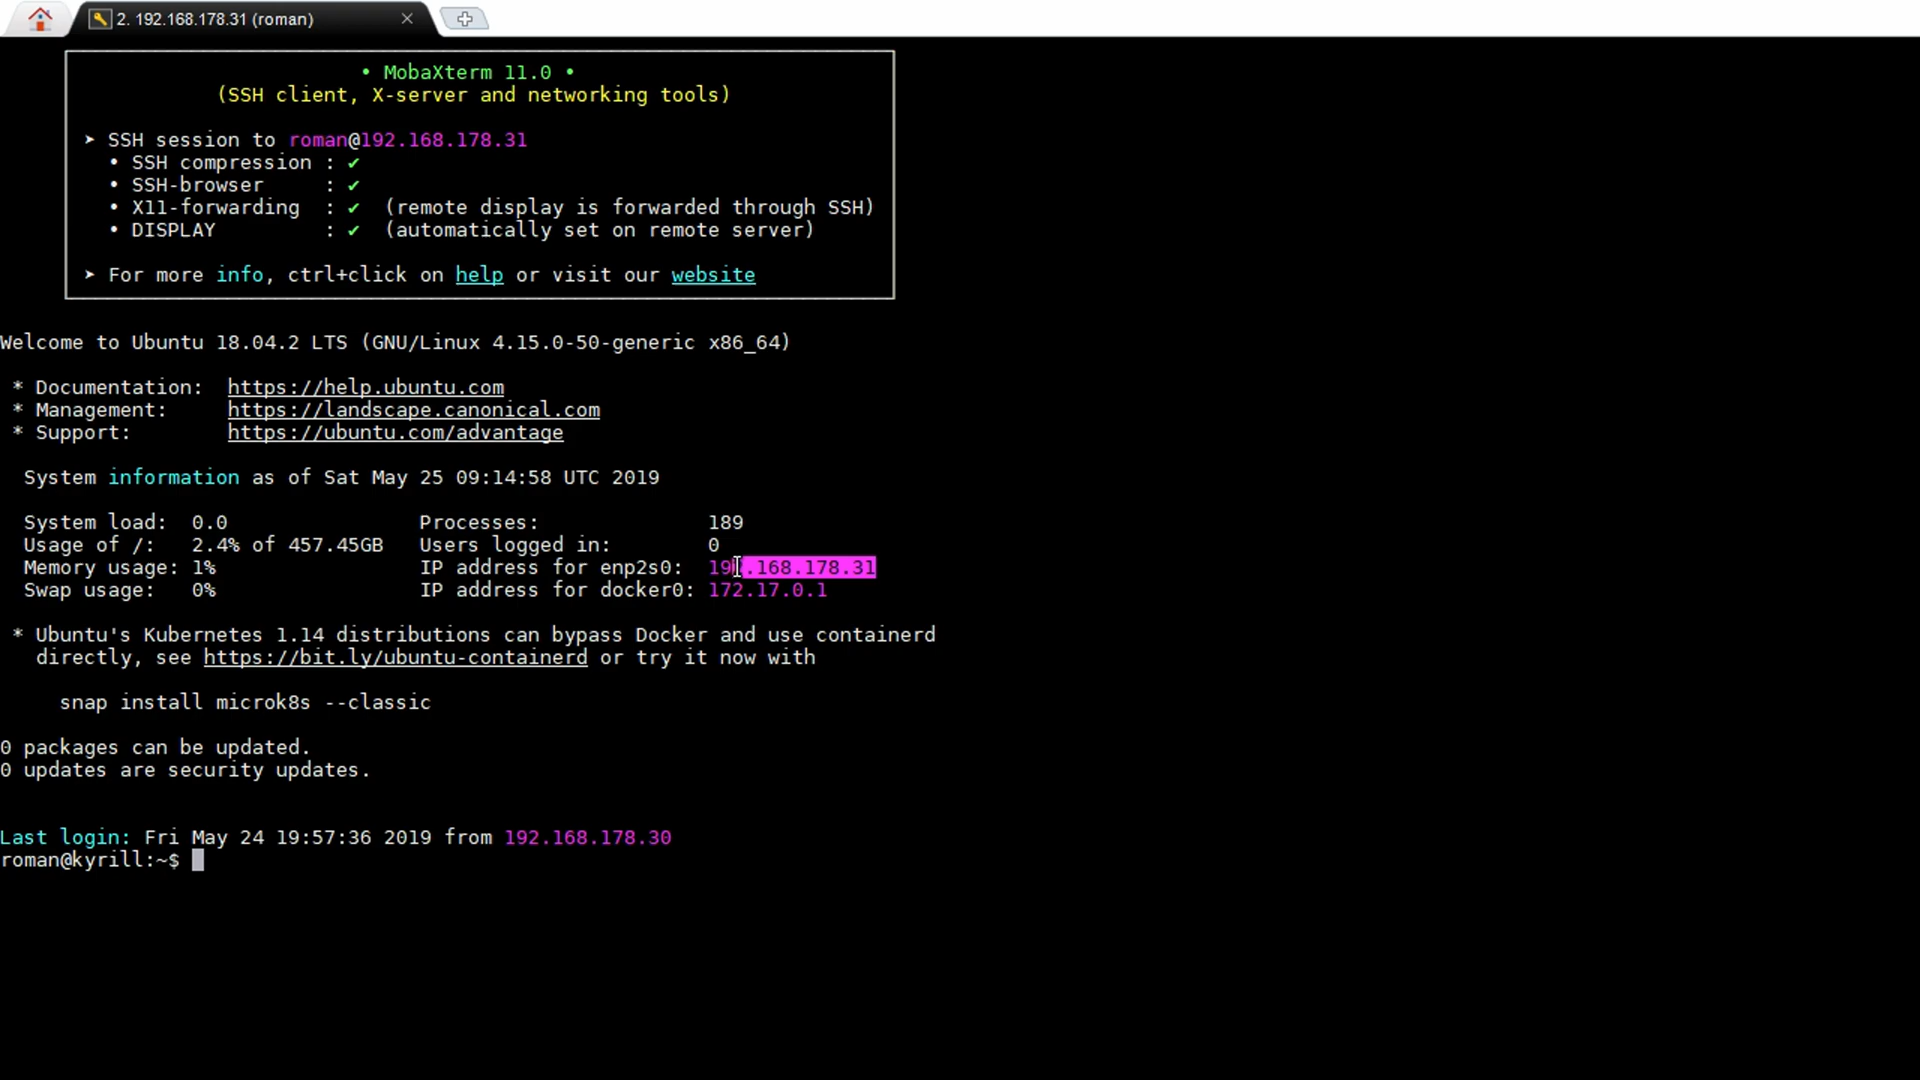 2. 192.168.178.31 (roman)
• MobaXterm 11.0 •
(SSH client, X-server and networking tools)
➤ SSH session to roman@192.168.178.31
• SSH compression : ✔
• SSH-browser     : ✔
• X11-forwarding  : ✔  (remote display is forwarded through SSH)
• DISPLAY         : ✔  (automatically set on remote server)
➤ For more info, ctrl+click on help or visit our website
Welcome to Ubuntu 18.04.2 LTS (GNU/Linux 4.15.0-50-generic x86_64)
* Documentation:  https://help.ubuntu.com
* Management:     https://landscape.canonical.com
* Support:        https://ubuntu.com/advantage
System information as of Sat May 25 09:14:58 UTC 2019
System load:  0.0                Processes:              189
Usage of /:   2.4% of 457.45GB   Users logged in:        0
Memory usage: 1%                 IP address for enp2s0:  192.168.178.31
Swap usage:   0%                 IP address for docker0: 172.17.0.1
* Ubuntu's Kubernetes 1.14 distributions can bypass Docker and use containerd
directly, see https://bit.ly/ubuntu-containerd or try it now with
snap install microk8s --classic
0 packages can be updated.
0 updates are security updates.
Last login: Fri May 24 19:57:36 2019 from 192.168.178.30
roman@kyrill:~$